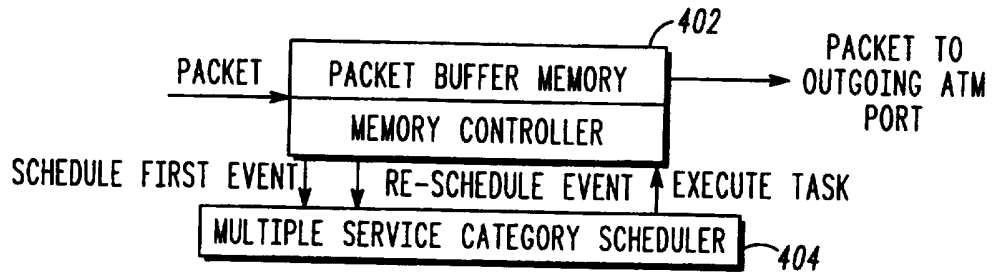 402
PACKET TO
OUTGOING ATM
PORT
PACKET
PACKET BUFFER MEMORY
MEMORY CONTROLLER
SCHEDULE FIRST EVENT
RE-SCHEDULE EVENT
EXECUTE TASK
MULTIPLE SERVICE CATEGORY SCHEDULER
404